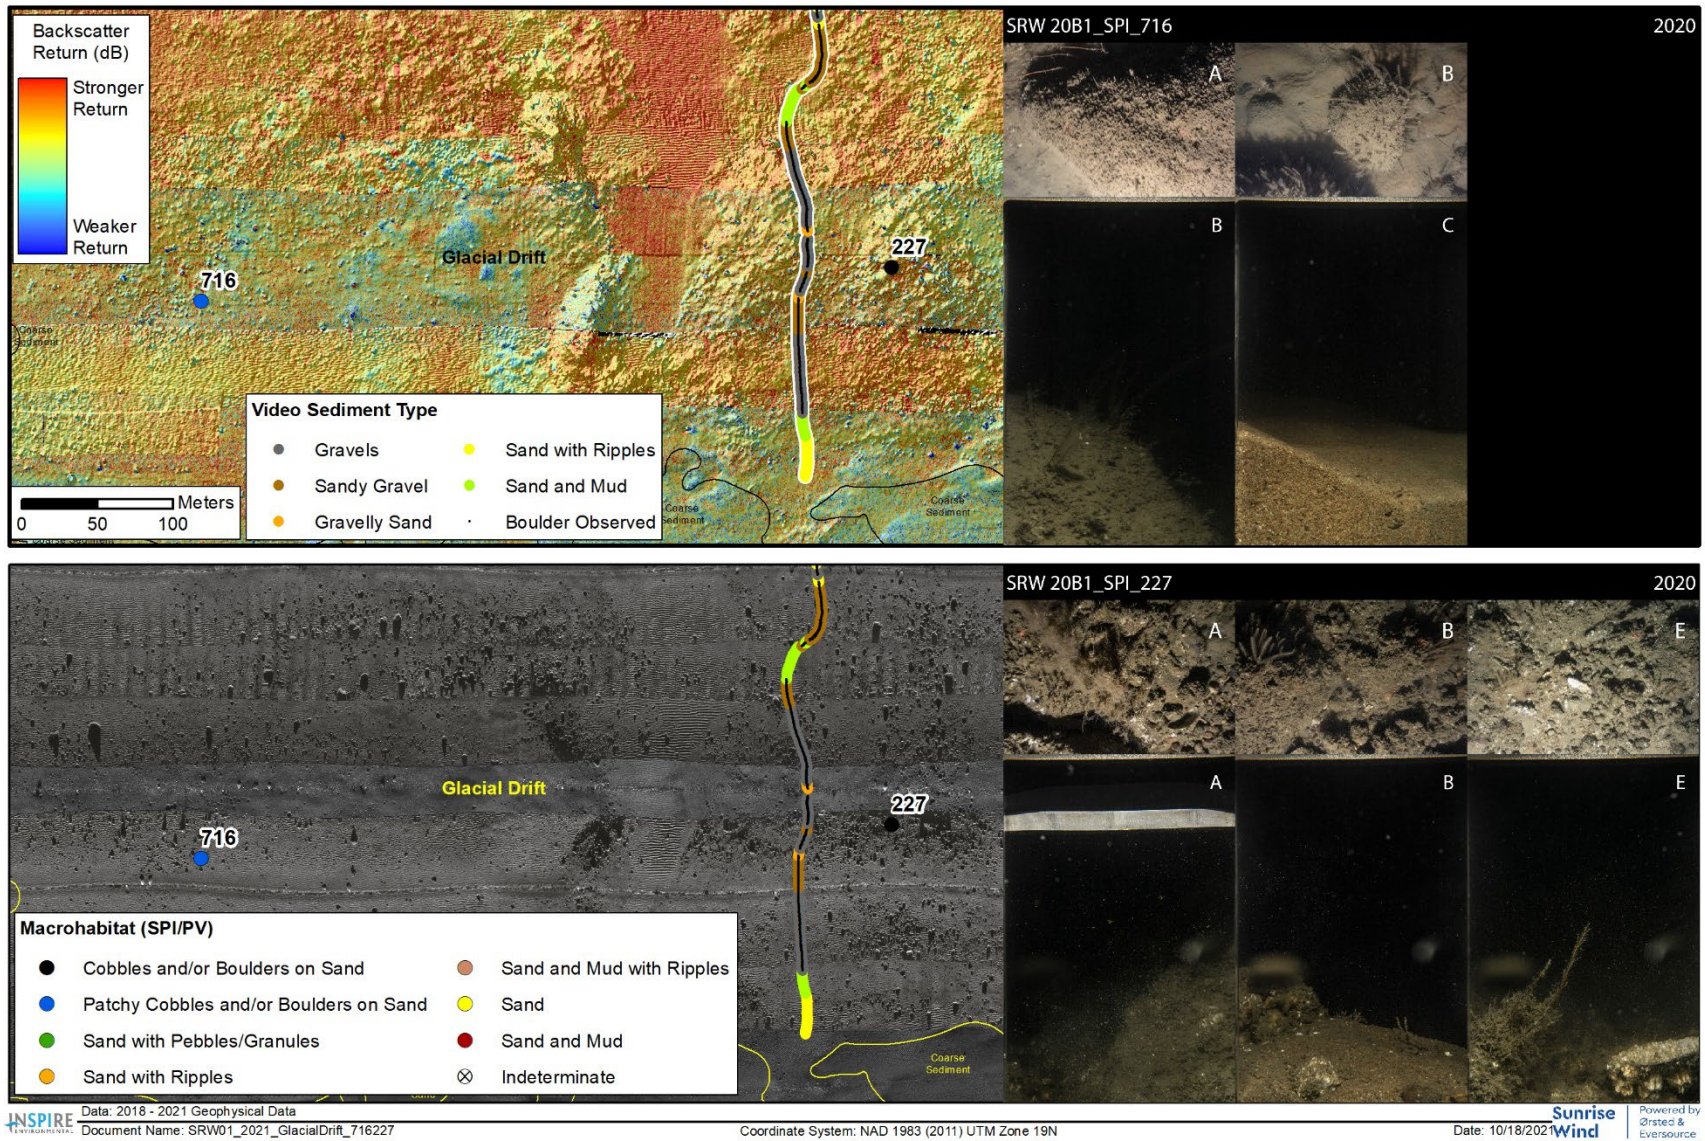 Backscatter
Return (dB)
Stronger
Return
Weaker
Return
716
Glacial Drift
227
Coarse
Sediment
Coarse
Sediment
Coarse
Sediment
Video Sediment Type
Gravels
Sand with Ripples
Sandy Gravel
Sand and Mud
Gravelly Sand
Boulder Observed
Meters
0 50 100
SRW 20B1_SPI_716 2020
A B
B C
716
Glacial Drift
227
Coarse
Sediment
Macrohabitat (SPI/PV)
Cobbles and/or Boulders on Sand
Sand and Mud with Ripples
Patchy Cobbles and/or Boulders on Sand
Sand
Sand with Pebbles/Granules
Sand and Mud
Sand with Ripples
Indeterminate
SRW 20B1_SPI_227 2020
A B E
A B E
INSPIRE
ENVIRONMENTAL
Data: 2018 - 2021 Geophysical Data
Document Name: SRW01_2021_GlacialDrift_716227
Coordinate System: NAD 1983 (2011) UTM Zone 19N
Date: 10/18/2021
Sunrise
Wind
Powered by
Ørsted &
Eversource